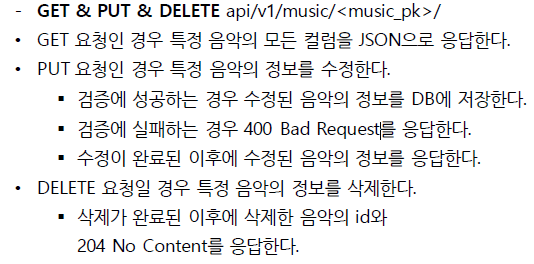 - GET & PUT & DELETE api/v1/music/<music_pk>/
• GET 요청인 경우 특정 음악의 모든 컬럼을 JSON으로 응답한다.
• PUT 요청인 경우 특정 음악의 정보를 수정한다.
▪ 검증에 성공하는 경우 수정된 음악의 정보를 DB에 저장한다.
▪ 검증에 실패하는 경우 400 Bad Request를 응답한다.
▪ 수정이 완료된 이후에 수정된 음악의 정보를 응답한다.
• DELETE 요청일 경우 특정 음악의 정보를 삭제한다.
▪ 삭제가 완료된 이후에 삭제한 음악의 id와
204 No Content를 응답한다.